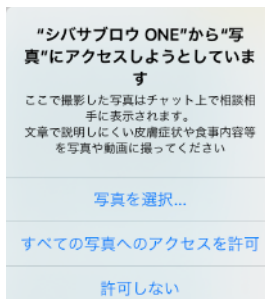 “シバサブロウ ONE”から“写
真”にアクセスしようとしていま
す
ここで撮影した写真はチャット上で相談相
手に表示されます。
文章で説明しにくい皮膚症状や食事内容等
を写真や動画に撮ってください
写真を選択...
すべての写真へのアクセスを許可
許可しない